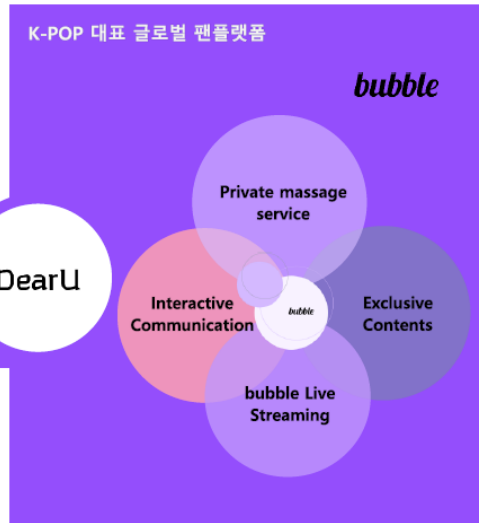 K-POP 대표 글로벌 팬플랫폼
bubble
Private massage
service
DearU
Interactive
Communication
bubble
Exclusive
Contents
bubble Live
Streaming